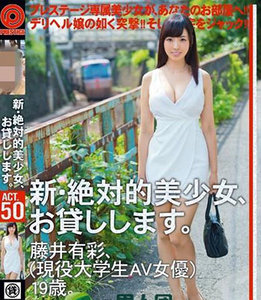 PRESTIGE
プレステージ専属美少女が、あなたのお部屋へ!!
デリヘル嬢の如く突撃!!
新・絶対的美少女、
お貸しします。
ACT.
50
新・絶対的美少女、
お貸しします。
藤井有彩、
(現役大学生AV女優)
19歳。